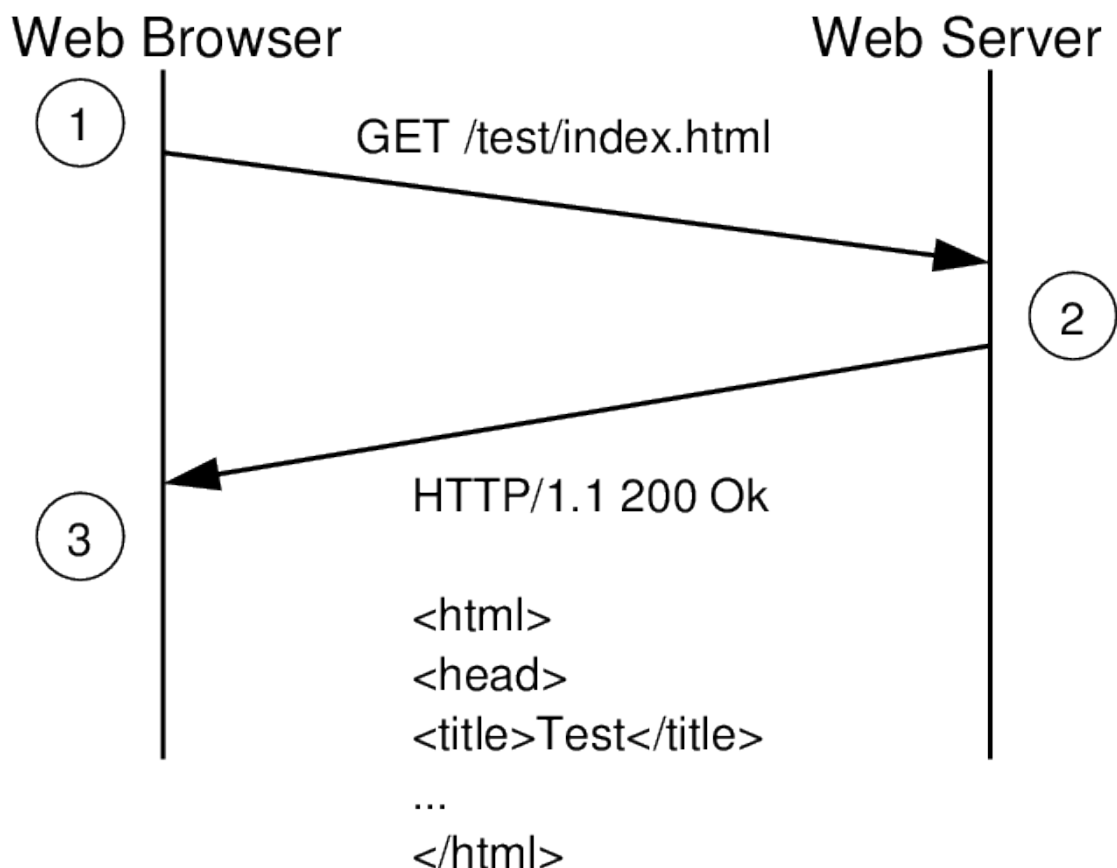 Web Browser
Web Server
1
GET /test/index.html
2
HTTP/1.1 200 Ok
3
<html>
<head>
<title>Test</title>
...
</html>